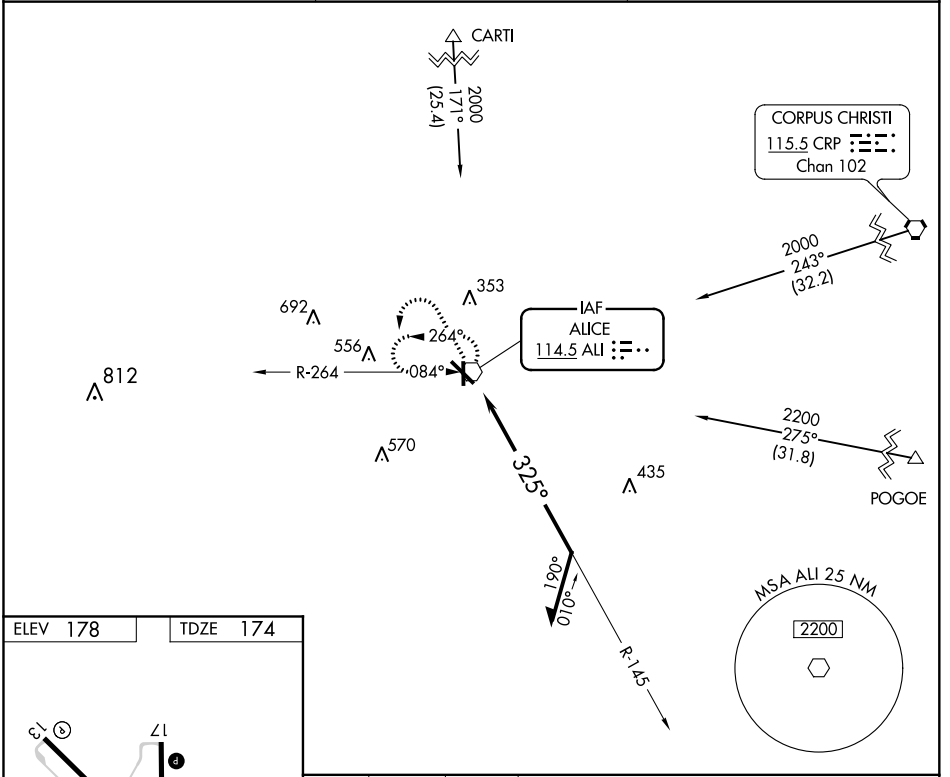 CARTI
2000
171°
(25.4)
CORPUS CHRISTI
115.5 CRP
Chan 102
2000
243°
(32.2)
353
692
556
264°
IAF
ALICE
114.5 ALI
R-264
084°
812
570
325°
435
2200
275°
(31.8)
POGOE
190°
010°
R-145
MSA ALI 25 NM
2200
ELEV 178
TDZE 174
13
P
17
P